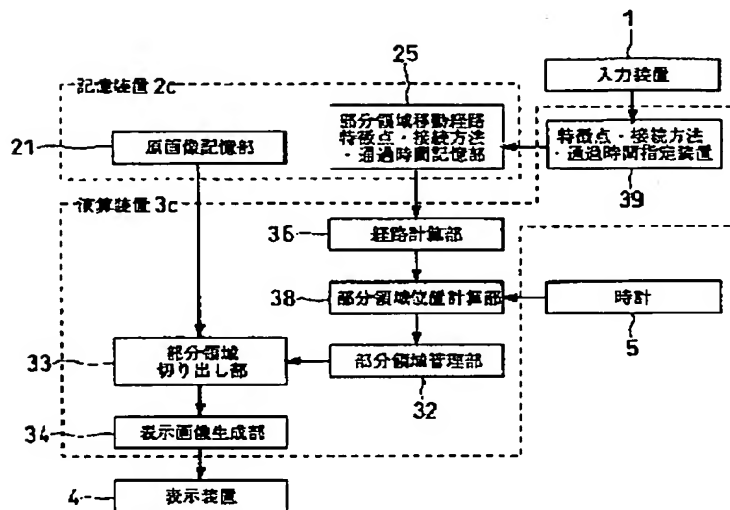 1
入力装置
25
記憶装置2c
部分領域移動経路
特徴点・接続方法
・通過時間記憶部
特徴点・接続方法
・通過時間指定装置
39
21
原画像記憶部
演算装置3c
36
経路計算部
38
部分領域位置計算部
時計
5
33
部分領域
切り出し部
部分領域管理部
32
34
表示画像生成部
4
表示装置